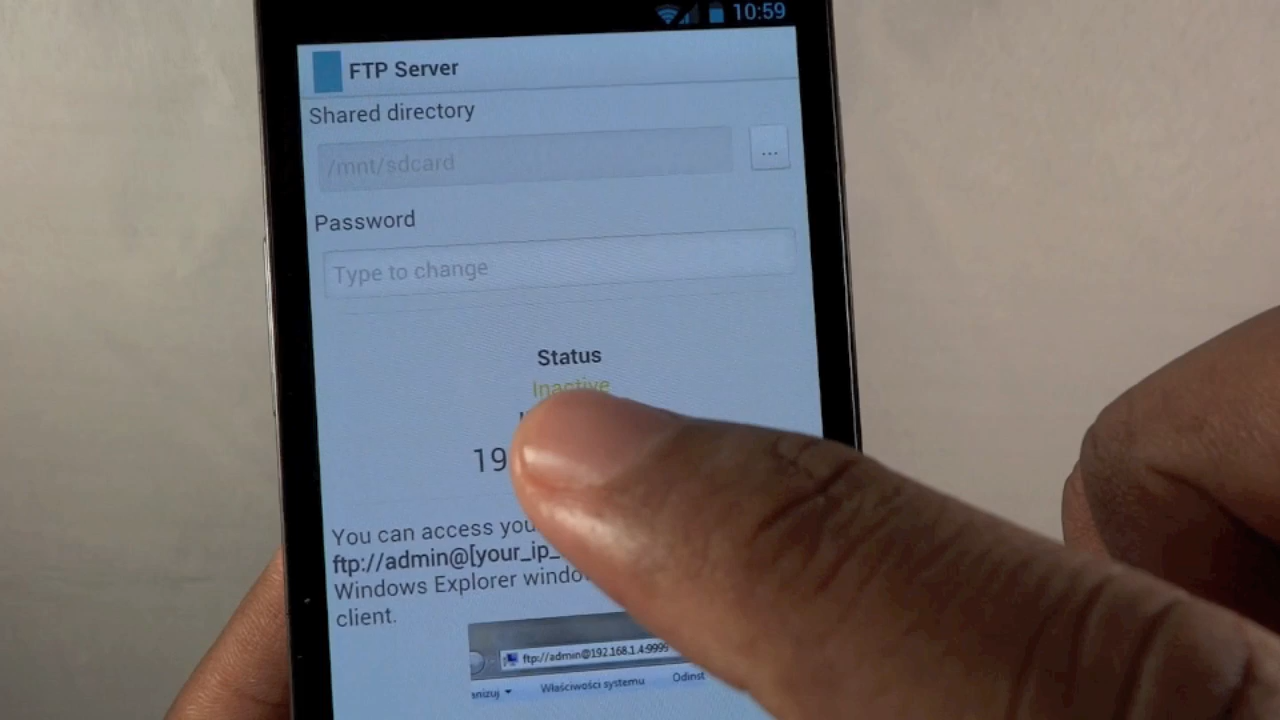 10:59
FTP Server
Shared directory
/mnt/sdcard
...
Password
Type to change
Status
Inactive
19
You can access you
ftp://admin@[your_ip_
Windows Explorer windo
client.
ftp://admin@192.168.1.4:9999
Właściwości systemu Odinst